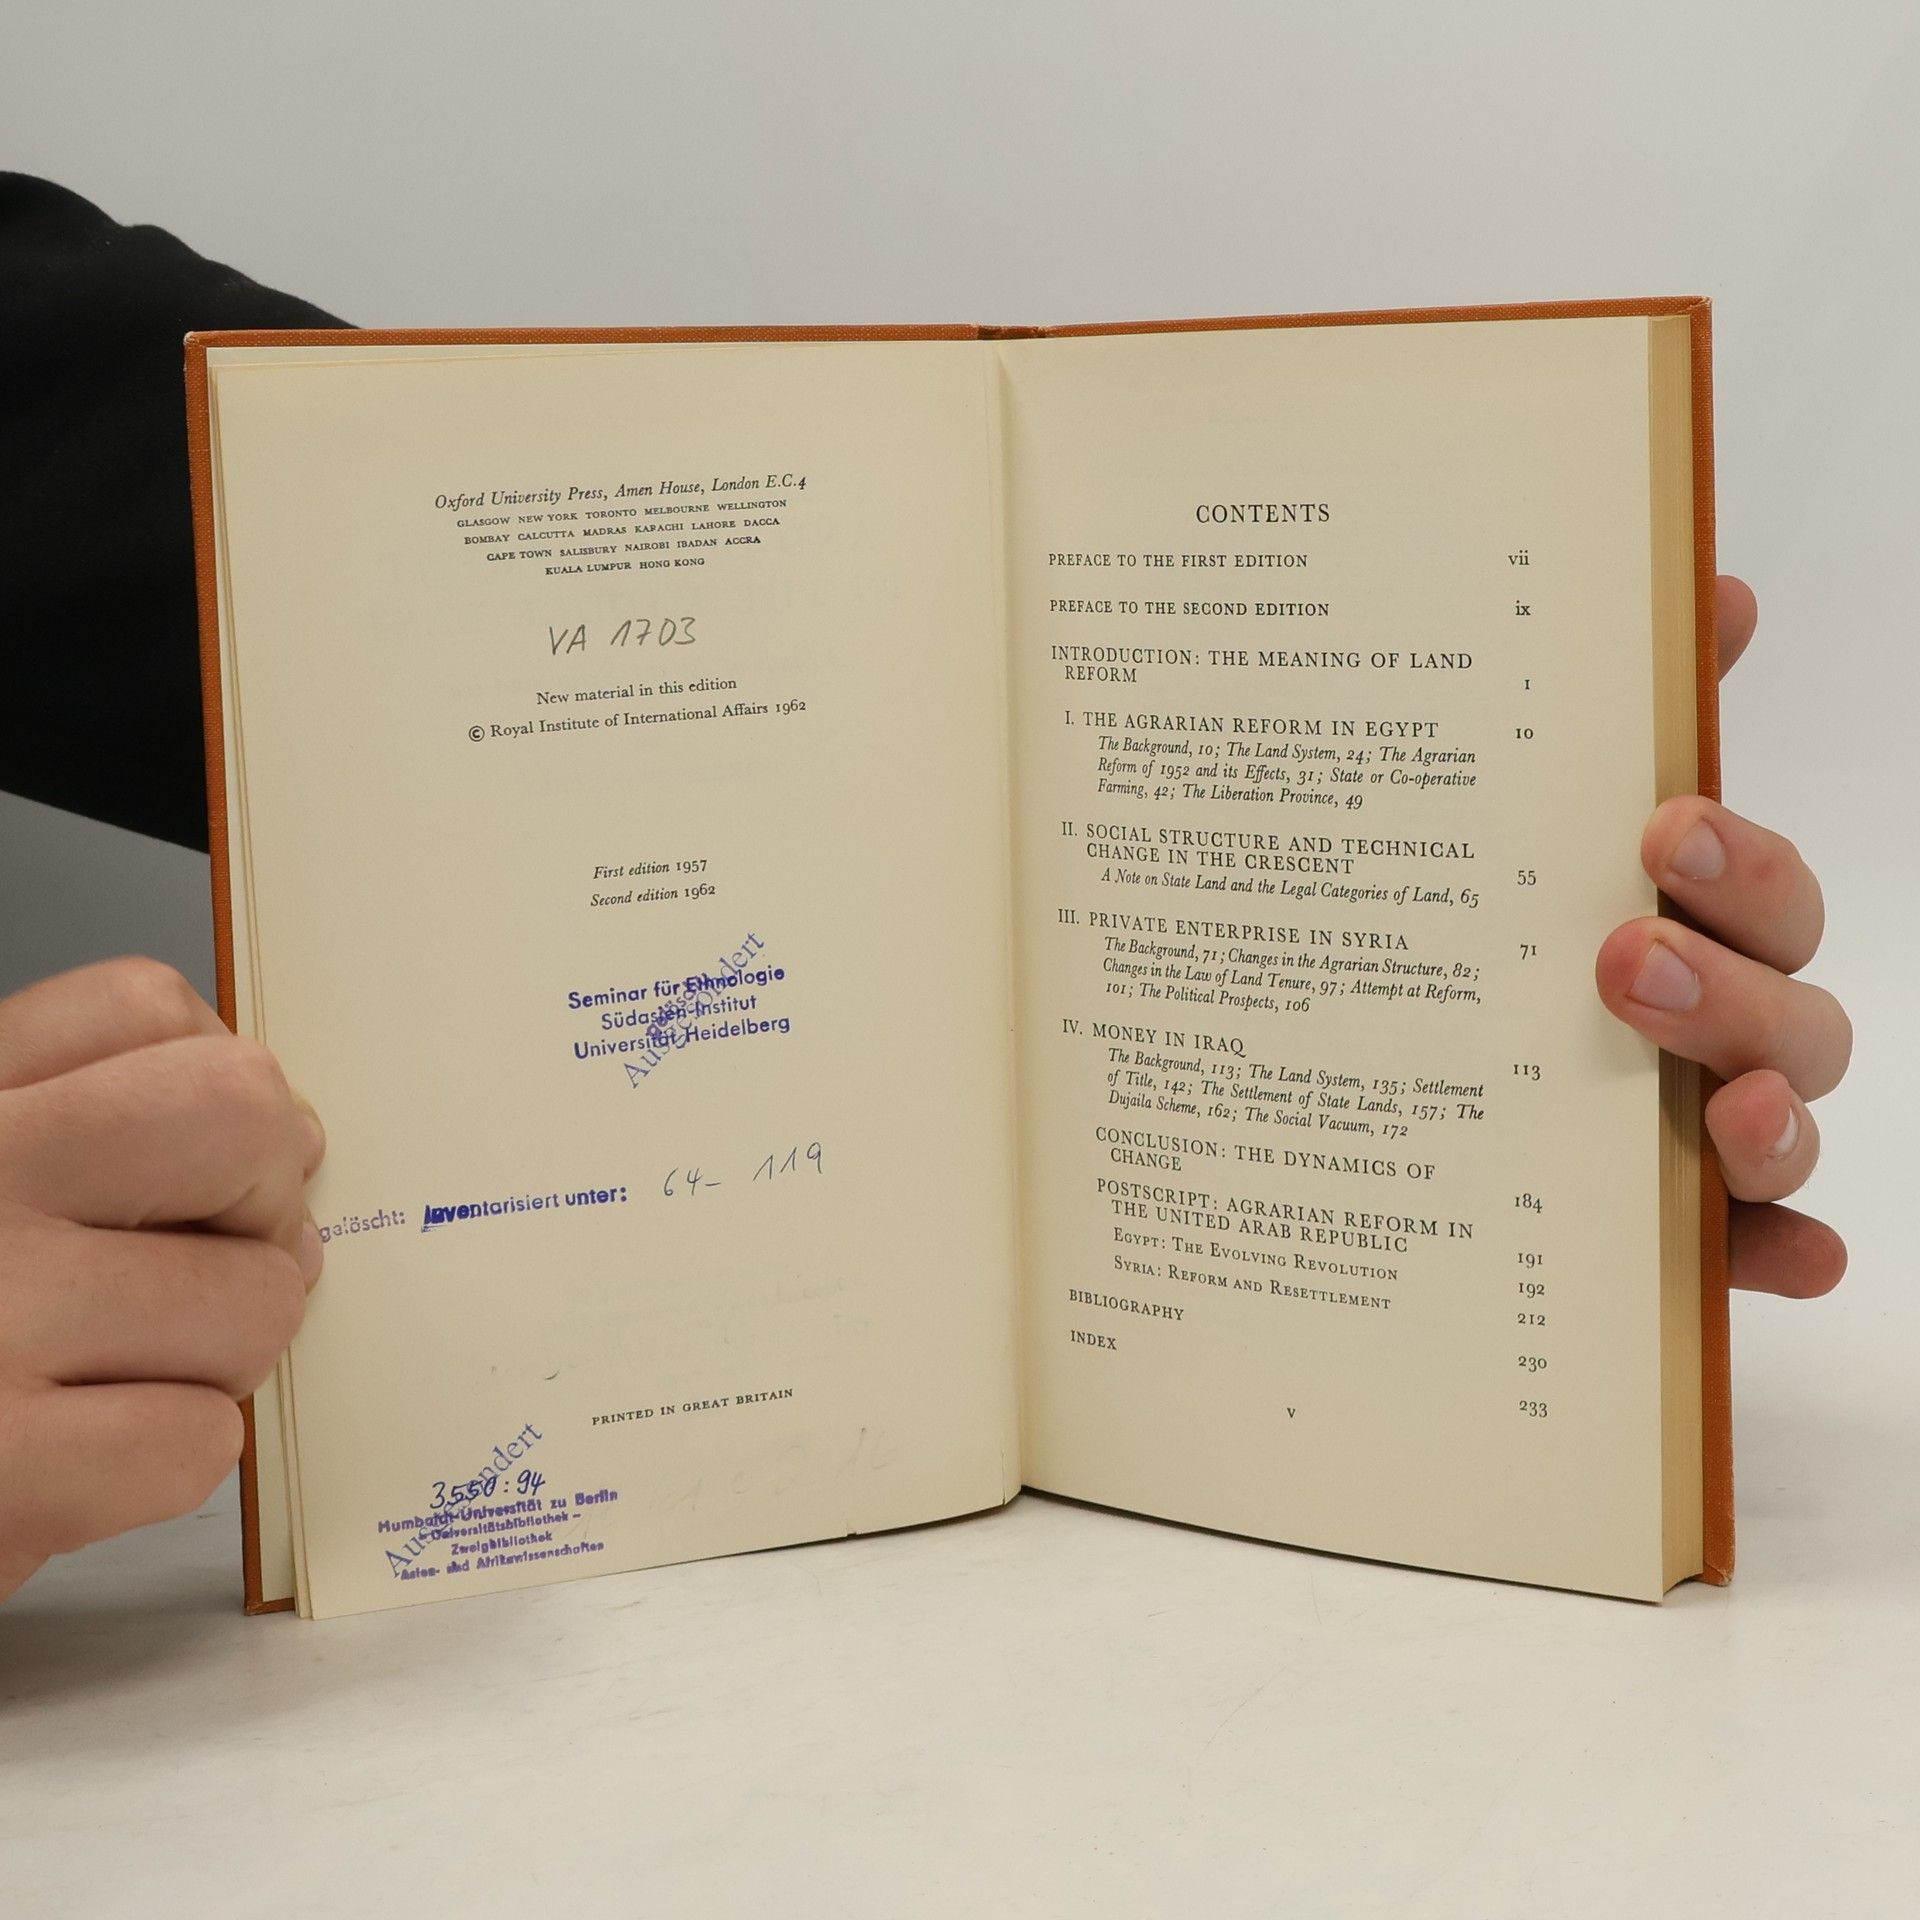 Oxford University Press, Amen House, London E.C.4
GLASGOW NEW YORK TORONTO MELBOURNE WELLINGTON
BOMBAY CALCUTTA MADRAS KARACHI LAHORE DACCA
CAPE TOWN SALISBURY NAIROBI IBADAN ACCRA
KUALA LUMPUR HONG KONG
VA 1703
New material in this edition
© Royal Institute of International Affairs 1962
First edition 1957
Second edition 1962
Ausgesondert
Seminar für Ethnologie
Südasien-Institut
Universität Heidelberg
gelöscht: Inventarisiert unter: 64- 119
PRINTED IN GREAT BRITAIN
Ausgesondert
3550:94
Humboldt-Universität zu Berlin
- Universitätsbibliothek -
Zweigbibliothek
Asien- und Afrikawissenschaften
CONTENTS
PREFACE TO THE FIRST EDITION vii
PREFACE TO THE SECOND EDITION ix
INTRODUCTION: THE MEANING OF LAND
REFORM 1
I. THE AGRARIAN REFORM IN EGYPT 10
The Background, 10; The Land System, 24; The Agrarian
Reform of 1952 and its Effects, 31; State or Co-operative
Farming, 42; The Liberation Province, 49
II. SOCIAL STRUCTURE AND TECHNICAL
CHANGE IN THE CRESCENT 55
A Note on State Land and the Legal Categories of Land, 65
III. PRIVATE ENTERPRISE IN SYRIA 71
The Background, 71; Changes in the Agrarian Structure, 82;
Changes in the Law of Land Tenure, 97; Attempt at Reform,
101; The Political Prospects, 106
IV. MONEY IN IRAQ 113
The Background, 113; The Land System, 135; Settlement
of Title, 142; The Settlement of State Lands, 157; The
Dujaila Scheme, 162; The Social Vacuum, 172
CONCLUSION: THE DYNAMICS OF
CHANGE 184
POSTSCRIPT: AGRARIAN REFORM IN
THE UNITED ARAB REPUBLIC 191
EGYPT: THE EVOLVING REVOLUTION 192
SYRIA: REFORM AND RESETTLEMENT 212
BIBLIOGRAPHY 230
INDEX 233
v